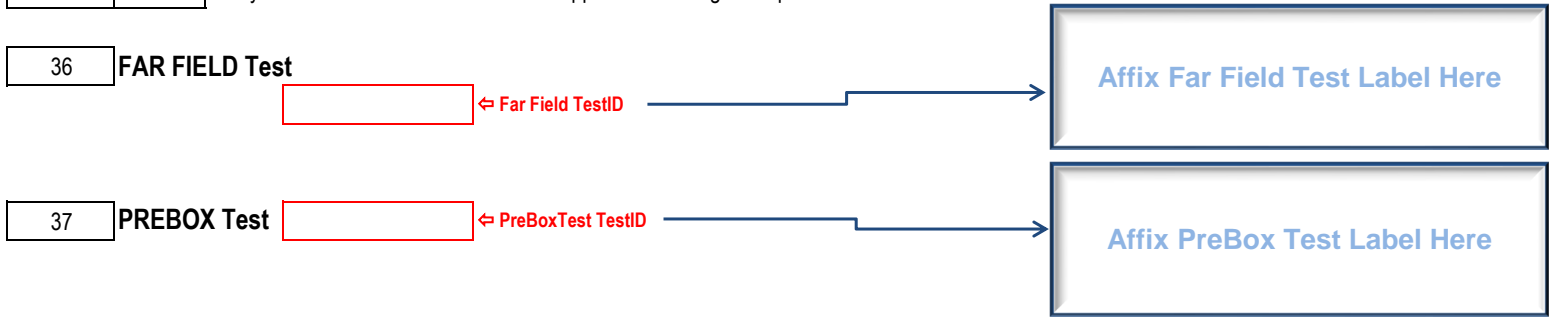 36 FAR FIELD Test
⇦ Far Field TestID
Affix Far Field Test Label Here
37 PREBOX Test
⇦ PreBoxTest TestID
Affix PreBox Test Label Here